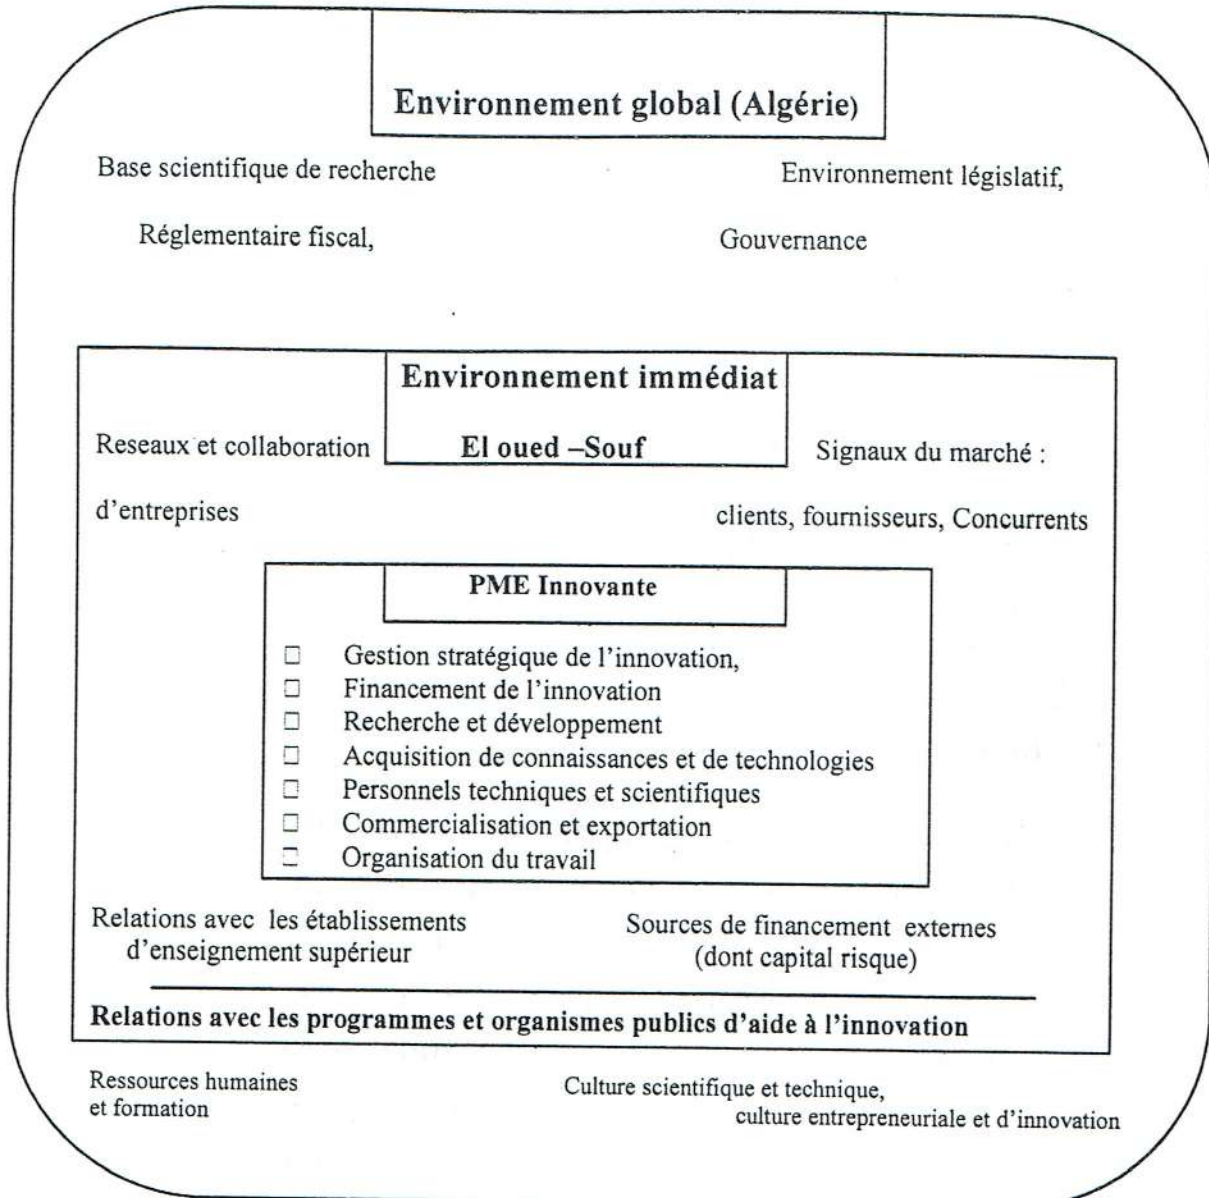 Environnement global (Algérie)
Base scientifique de recherche
Environnement législatif,
Réglementaire fiscal,
Gouvernance
Environnement immédiat
Reseaux et collaboration
El oued –Souf
Signaux du marché :
d'entreprises
clients, fournisseurs, Concurrents
PME Innovante
□ Gestion stratégique de l'innovation,
□ Financement de l'innovation
□ Recherche et développement
□ Acquisition de connaissances et de technologies
□ Personnels techniques et scientifiques
□ Commercialisation et exportation
□ Organisation du travail
Relations avec les établissements
d'enseignement supérieur
Sources de financement externes
(dont capital risque)
Relations avec les programmes et organismes publics d'aide à l'innovation
Ressources humaines
et formation
Culture scientifique et technique,
culture entrepreneuriale et d'innovation